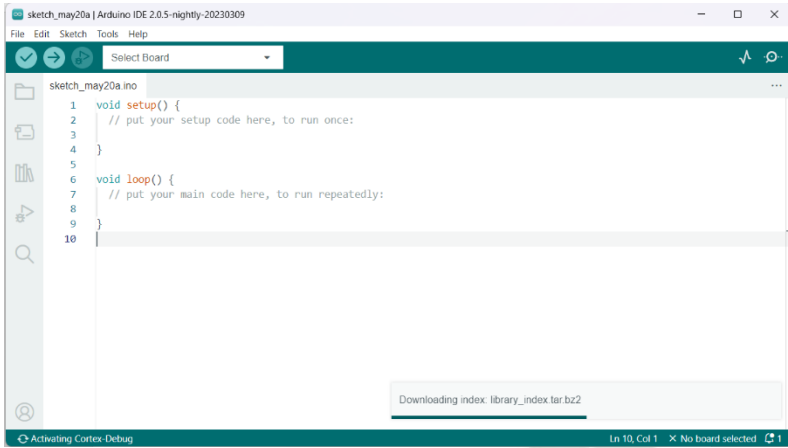 sketch_may20a | Arduino IDE 2.0.5-nightly-20230309
File Edit Sketch Tools Help
Select Board
sketch_may20a.ino
1 void setup() {
2 // put your setup code here, to run once:
3
4 }
5
6 void loop() {
7 // put your main code here, to run repeatedly:
8
9 }
10
Downloading index: library_index.tar.bz2
Activating Cortex-Debug Ln 10, Col 1 No board selected 1